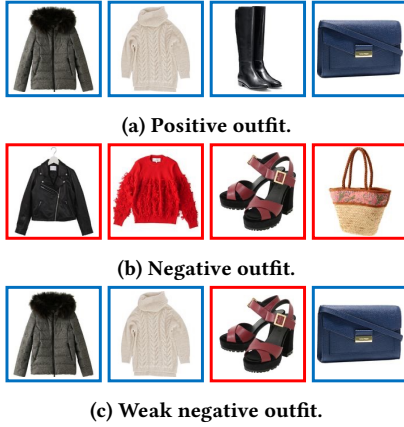 (a) Positive outfit.
(b) Negative outfit.
(c) Weak negative outfit.